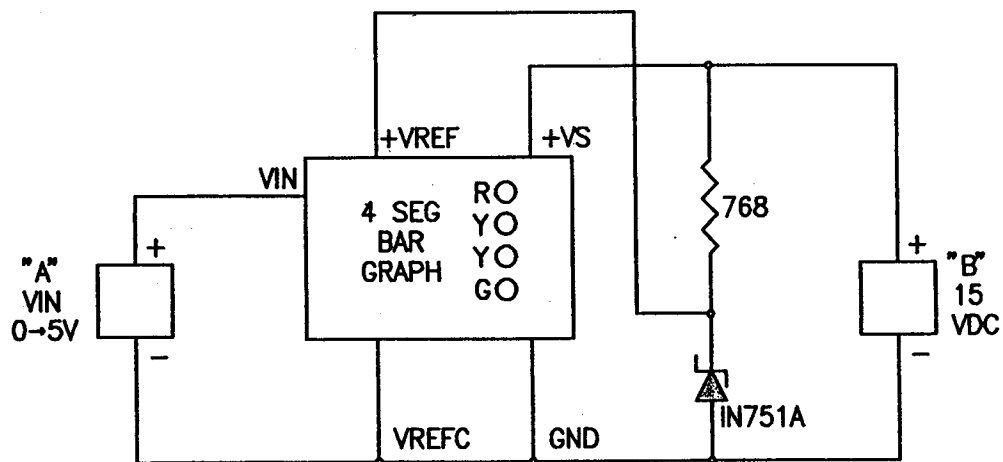 +VREF
+VS
VIN
4 SEG
BAR
GRAPH
R
Y
Y
G
768
"A"
VIN
0→5V
+
−
+
−
"B"
15
VDC
IN751A
VREFC
GND